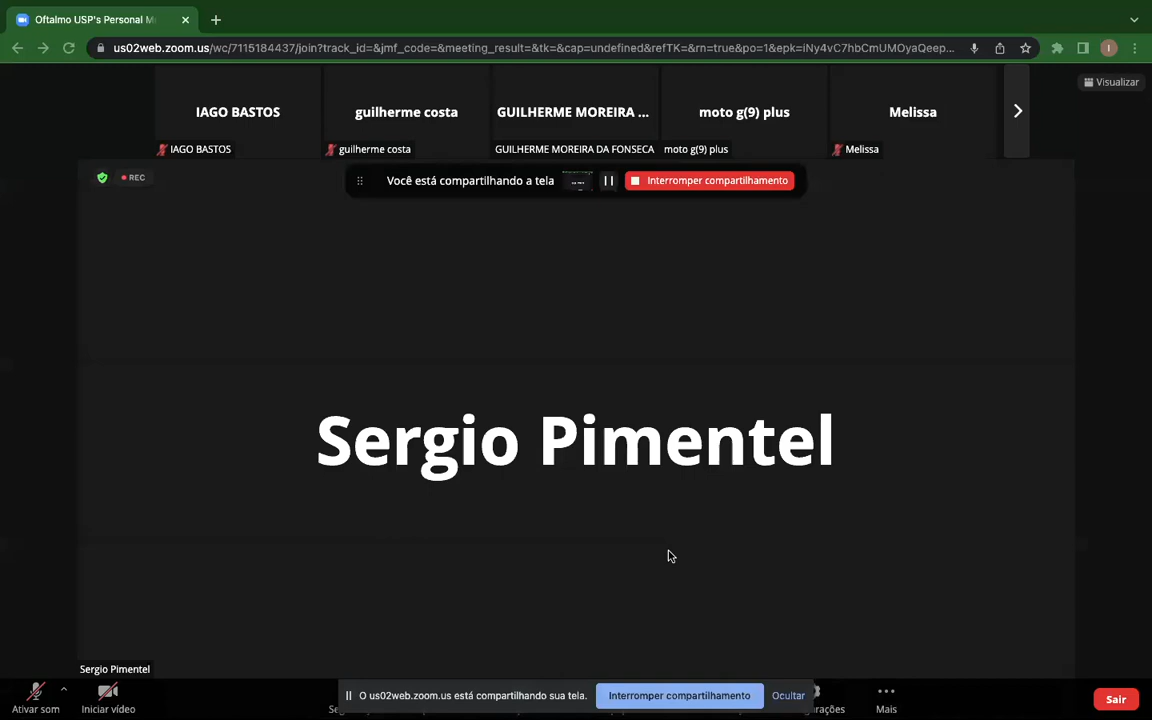 Oftalmo USP's Personal M
us02web.zoom.us/wc/7115184437/join?track_id=&jmf_code=&meeting_result=&tk=&cap=undefined&refTK=&rn=true&po=1&epk=iNy4vC7hbCmUMOyaQeep...
I
Visualizar
IAGO BASTOS
guilherme costa
GUILHERME MOREIRA ...
moto g(9) plus
Melissa
IAGO BASTOS
guilherme costa
GUILHERME MOREIRA DA FONSECA
moto g(9) plus
Melissa
REC
Você está compartilhando a tela
Interromper compartilhamento
Sergio Pimentel
Sergio Pimentel
O us02web.zoom.us está compartilhando sua tela.
Interromper compartilhamento
Ocultar
Ativar som
Iniciar vídeo
Mais
Sair